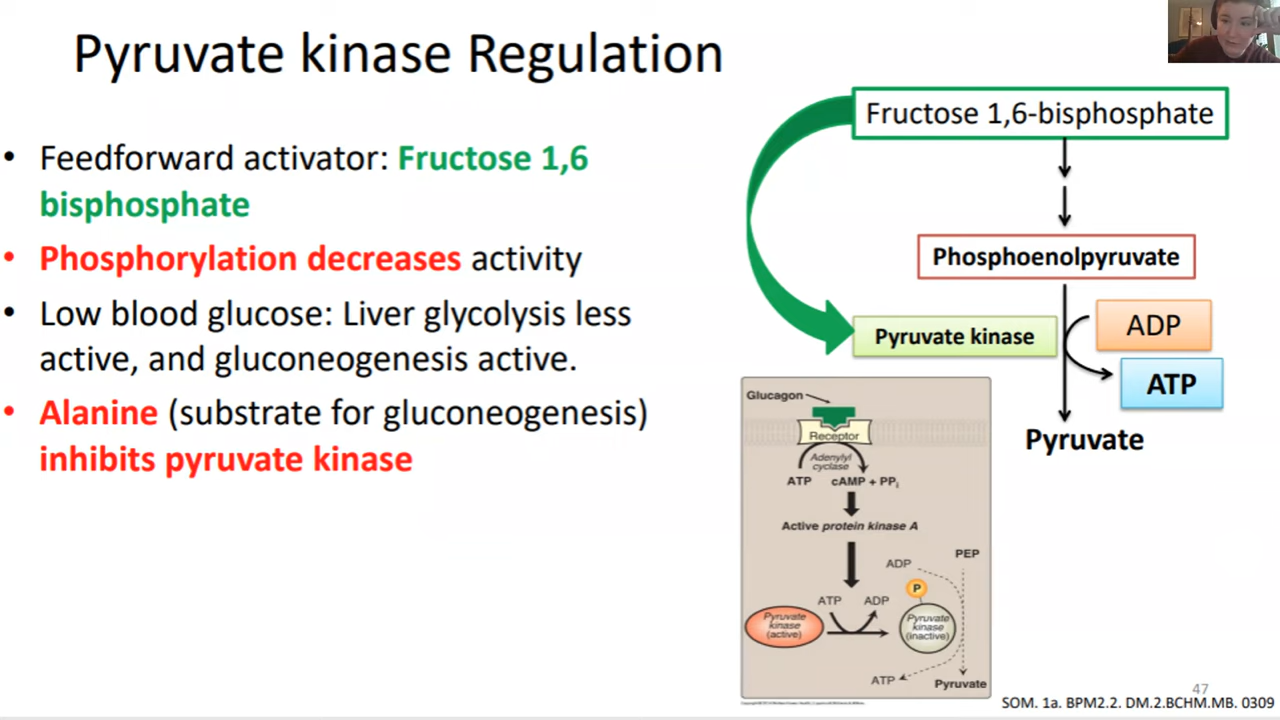 Pyruvate kinase Regulation
• Feedforward activator: Fructose 1,6
bisphosphate
• Phosphorylation decreases activity
• Low blood glucose: Liver glycolysis less
active, and gluconeogenesis active.
• Alanine (substrate for gluconeogenesis)
inhibits pyruvate kinase
Fructose 1,6-bisphosphate
Phosphoenolpyruvate
Pyruvate kinase
ADP
ATP
Pyruvate
Glucagon
Receptor
Adenylyl
cyclase
ATP cAMP + PPi
Active protein kinase A
PEP
ADP
P
ATP ADP
Pyruvate
kinase
(active)
Pyruvate
kinase
(inactive)
ATP
Pyruvate
47
SOM. 1a. BPM2.2. DM.2.BCHM.MB. 0309